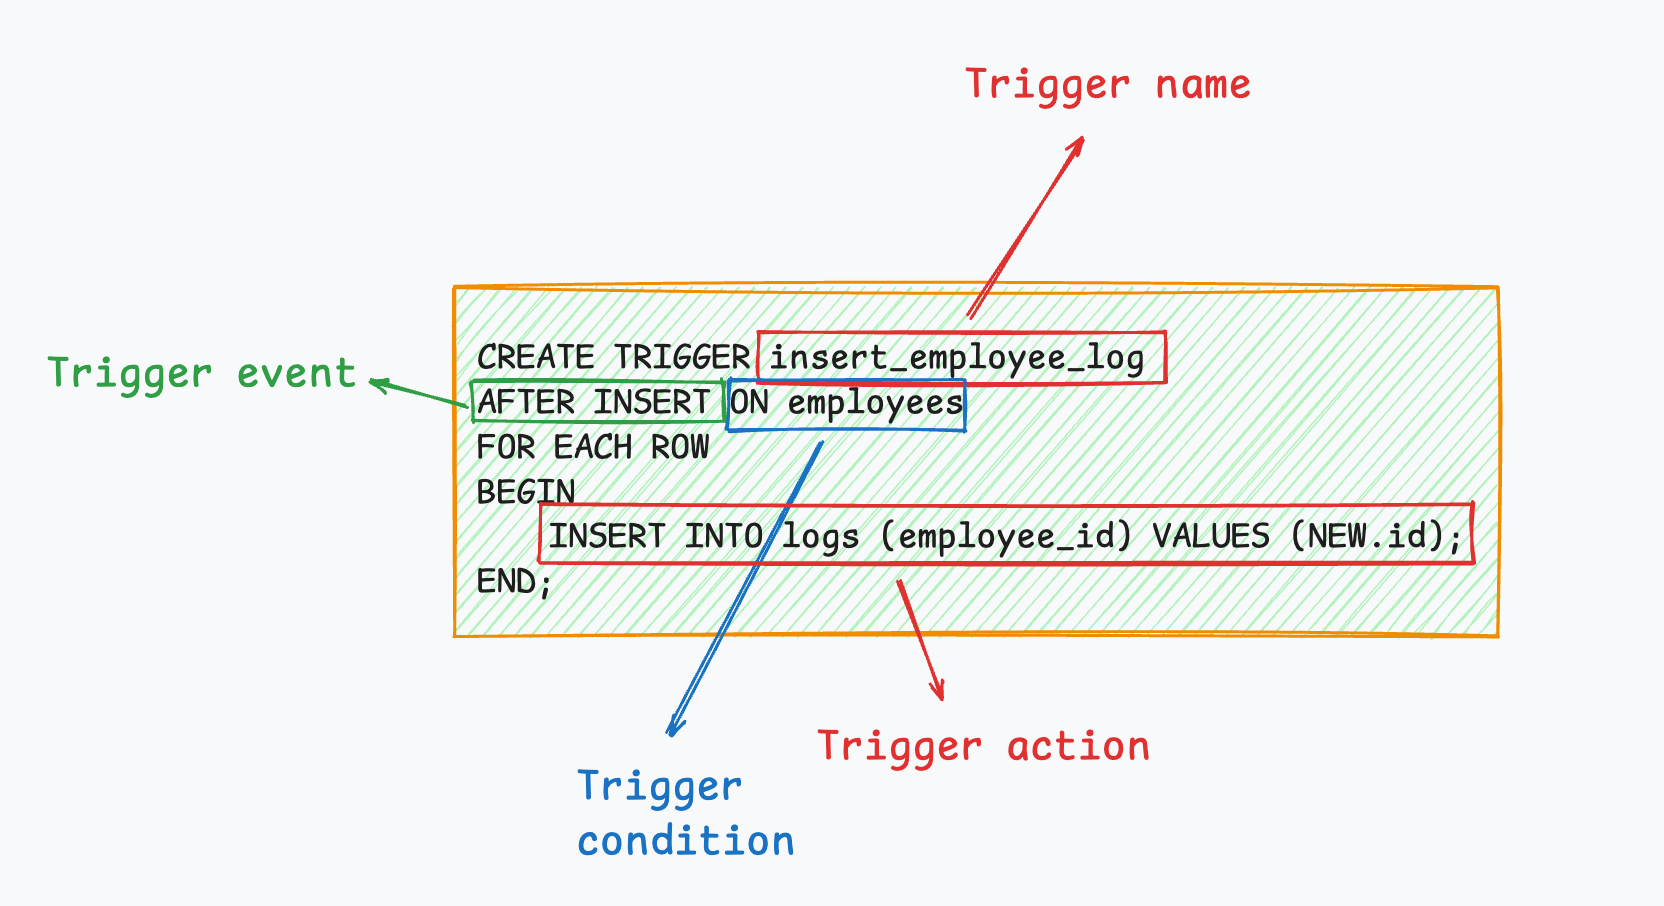 Trigger name
Trigger event
CREATE TRIGGER insert_employee_log
AFTER INSERT ON employees
FOR EACH ROW
BEGIN
INSERT INTO logs (employee_id) VALUES (NEW.id);
END;
Trigger action
Trigger
condition